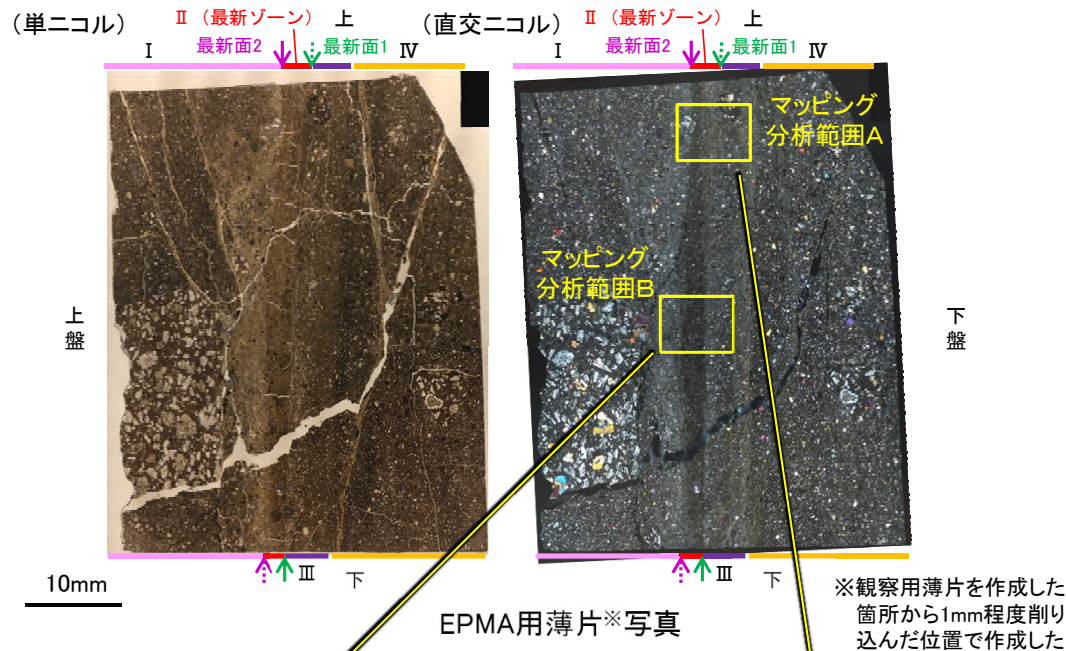 (単ニコル)
Ⅱ（最新ゾーン）
上
Ⅰ
最新面2
最新面1
Ⅳ
上盤
Ⅲ
下
10mm
(直交ニコル)
Ⅱ（最新ゾーン）
上
Ⅰ
最新面2
最新面1
Ⅳ
マッピング
分析範囲A
マッピング
分析範囲B
下盤
Ⅲ
下
EPMA用薄片※写真
※観察用薄片を作成した
箇所から1mm程度削り
込んだ位置で作成した